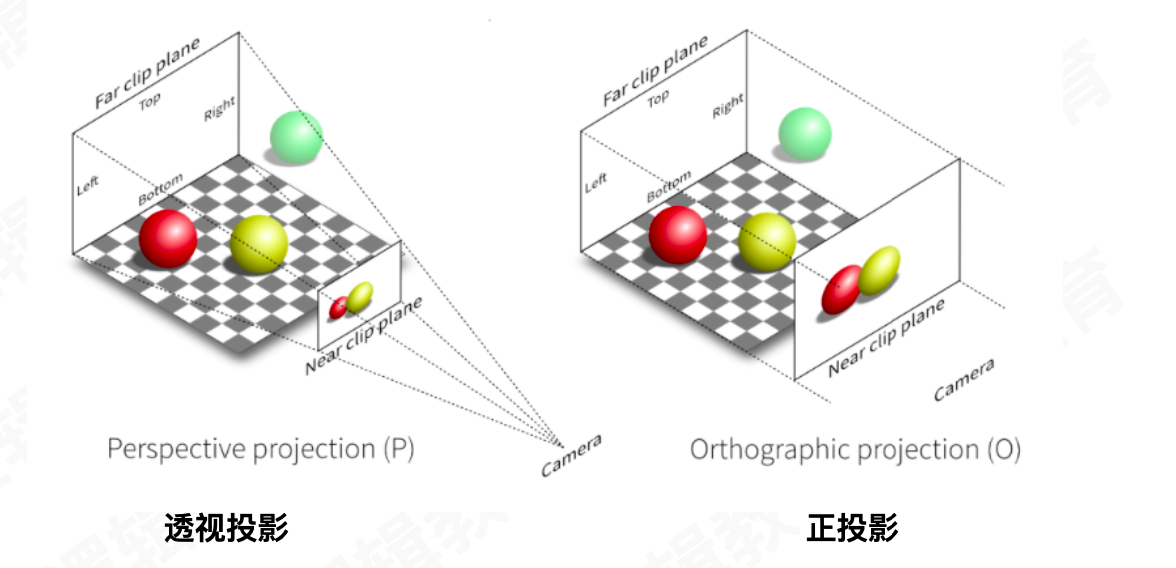 Far clip plane
Top
Right
Left
Bottom
Near clip plane
Camera
Perspective projection (P)
透视投影
Far clip plane
Top
Right
Left
Bottom
Near clip plane
Camera
Orthographic projection (O)
正投影